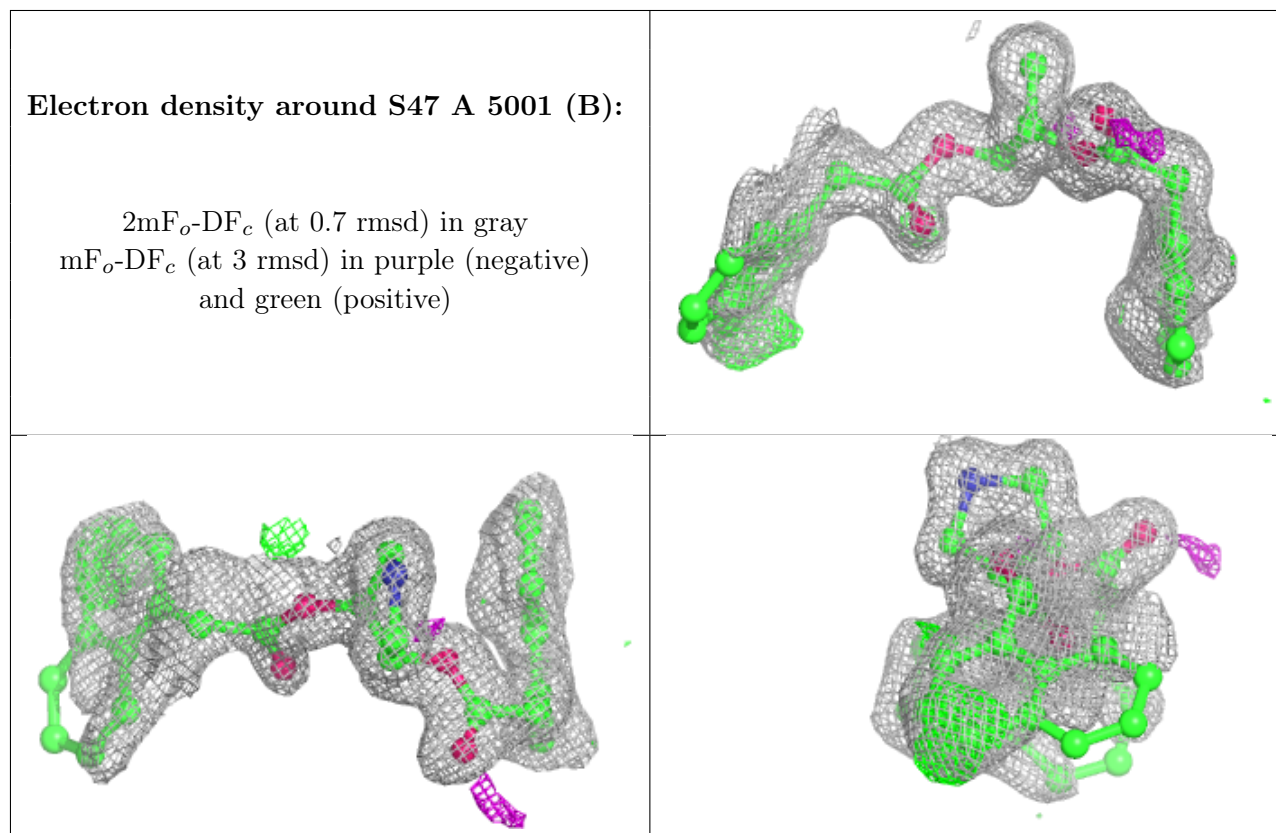 Electron density around S47 A 5001 (B):
2mFₒ-DF𝒸 (at 0.7 rmsd) in gray
mFₒ-DF𝒸 (at 3 rmsd) in purple (negative)
and green (positive)